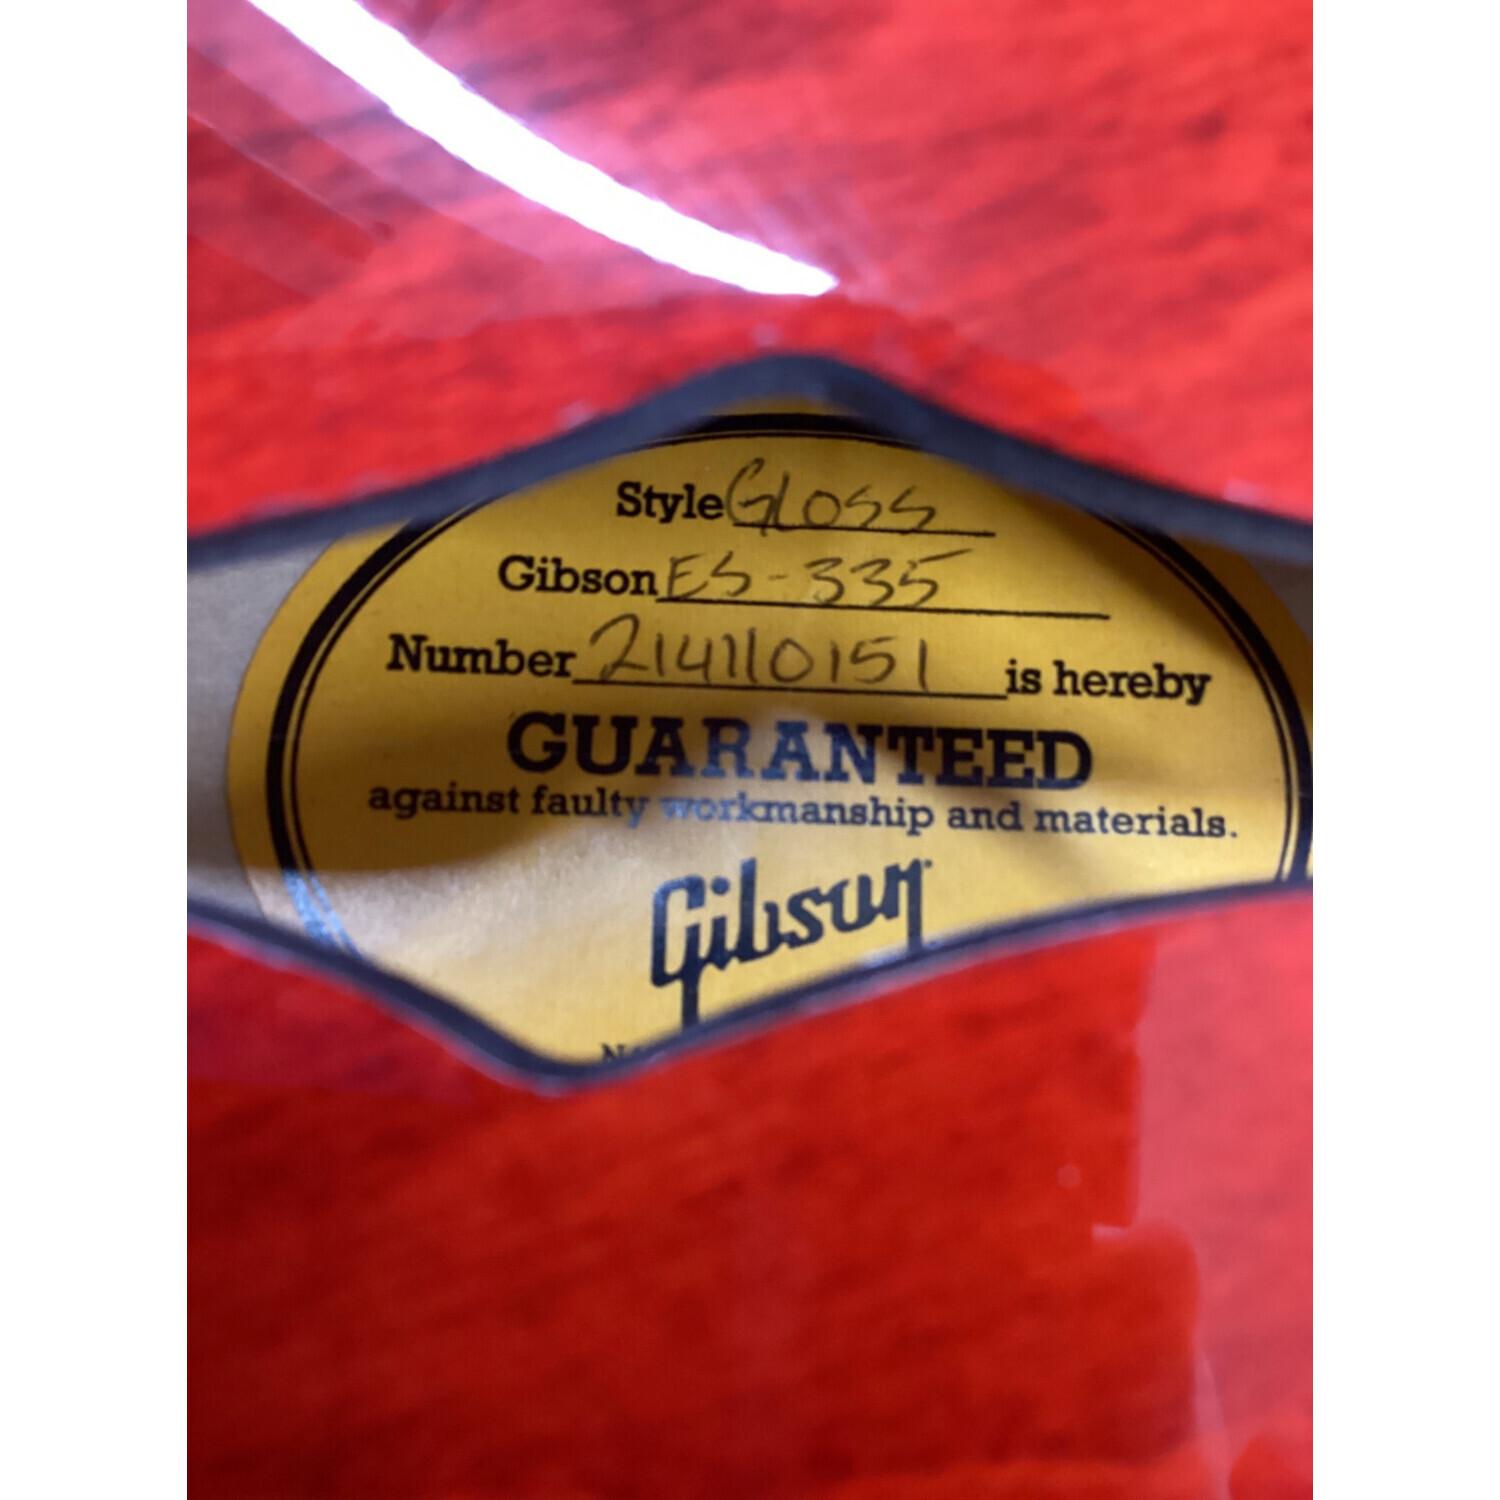 Style Gloss
Gibson ES-335
Number 214110151 is hereby
GUARANTEED
against faulty workmanship and materials.
Gibson